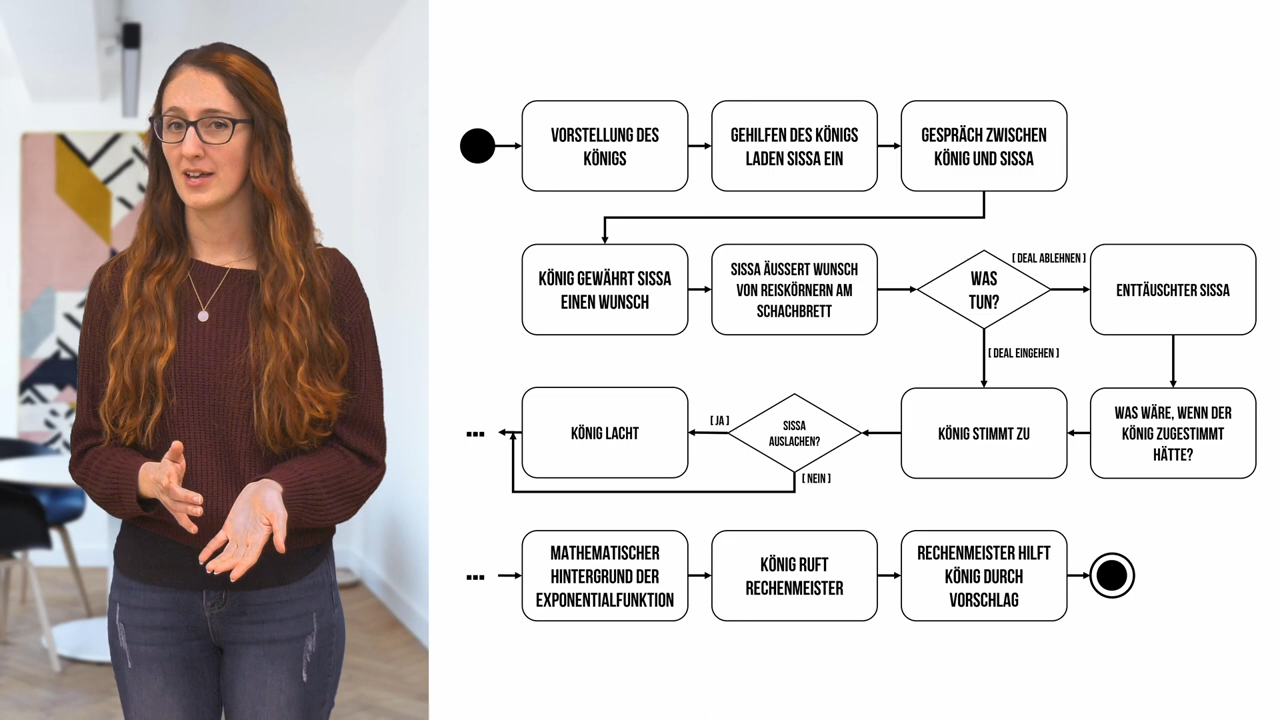 VORSTELLUNG DES
KÖNIGS
GEHILFEN DES KÖNIGS
LADEN SISSA EIN
GESPRÄCH ZWISCHEN
KÖNIG UND SISSA
KÖNIG GEWÄHRT SISSA
EINEN WUNSCH
SISSA ÄUSSERT WUNSCH
VON REISKÖRNERN AM
SCHACHBRETT
WAS
TUN?
[ DEAL ABLEHNEN ]
ENTTÄUSCHTER SISSA
[ DEAL EINGEHEN ]
WAS WÄRE, WENN DER
KÖNIG ZUGESTIMMT
HÄTTE?
KÖNIG STIMMT ZU
SISSA
AUSLACHEN?
[ JA ]
[ NEIN ]
KÖNIG LACHT
...
...
MATHEMATISCHER
HINTERGRUND DER
EXPONENTIALFUNKTION
KÖNIG RUFT
RECHENMEISTER
RECHENMEISTER HILFT
KÖNIG DURCH
VORSCHLAG